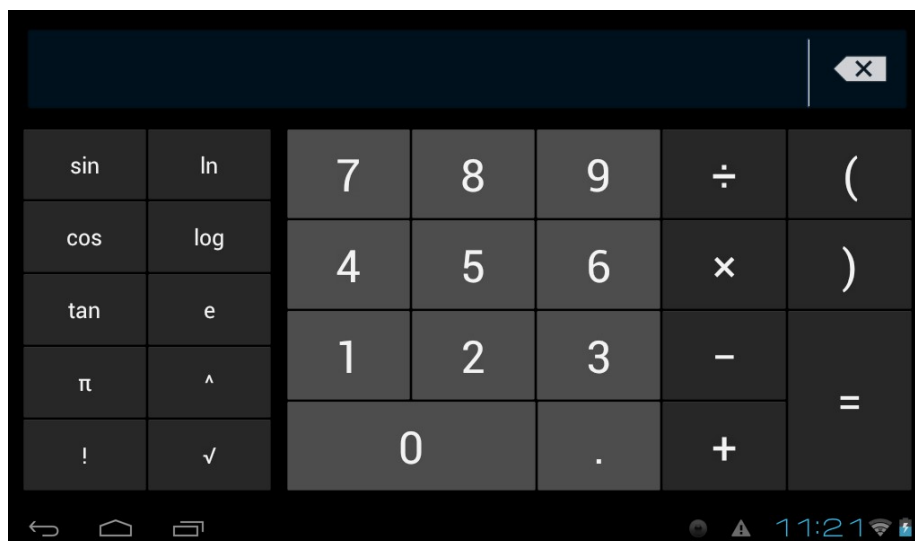 sin ln 7 8 9 ÷ (
cos log 4 5 6 × )
tan e 1 2 3 − =
π ^ 0 . +
! √
11:21